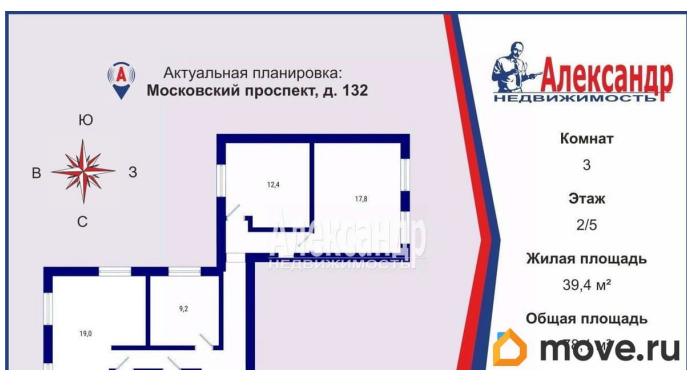 Актуальная планировка:
Московский проспект, д. 132
А
Ю
В
З
С
12,4
17,8
Александр
НЕДВИЖИМОСТЬ
9,2
19,0
Александр
НЕДВИЖИМОСТЬ
Комнат
3
Этаж
2/5
Жилая площадь
39,4 м²
Общая площадь
move.ru